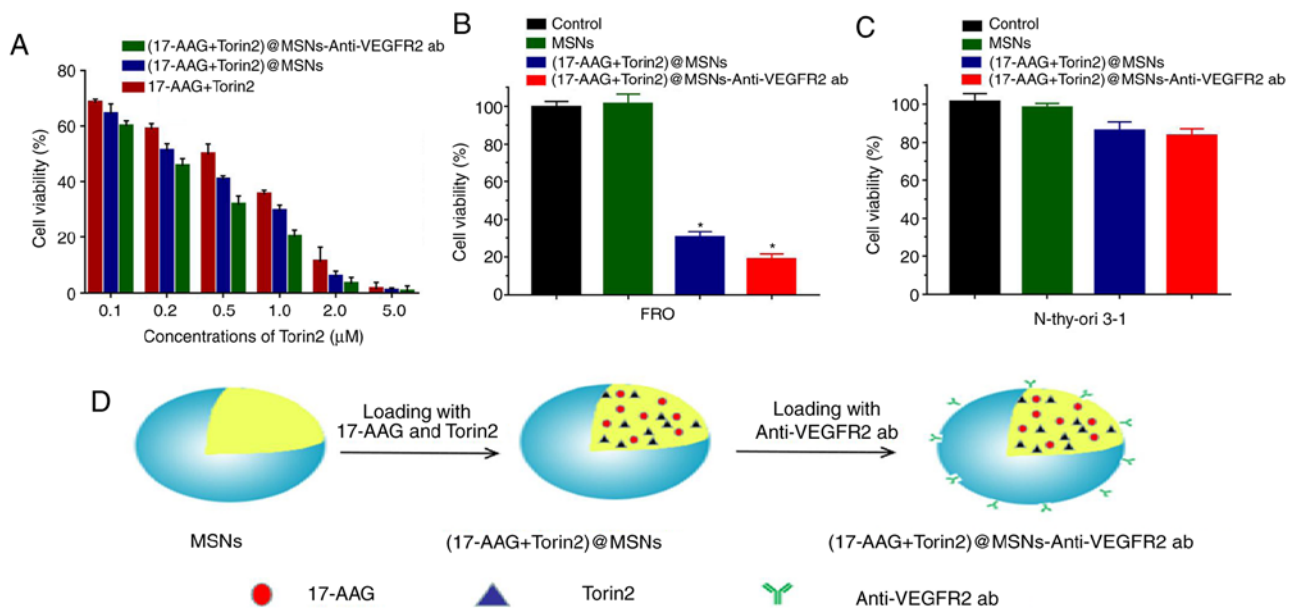 A
(17-AAG+Torin2)@MSNs-Anti-VEGFR2 ab
(17-AAG+Torin2)@MSNs
17-AAG+Torin2
Cell viability (%)
80
60
40
20
0
0.1 0.2 0.5 1.0 2.0 5.0
Concentrations of Torin2 (μM)
B
Control
MSNs
(17-AAG+Torin2)@MSNs
(17-AAG+Torin2)@MSNs-Anti-VEGFR2 ab
Cell viability (%)
100
80
60
40
20
0
* *
FRO
C
Control
MSNs
(17-AAG+Torin2)@MSNs
(17-AAG+Torin2)@MSNs-Anti-VEGFR2 ab
Cell viability (%)
100
80
60
40
20
0
N-thy-ori 3-1
D
Loading with
17-AAG and Torin2
Loading with
Anti-VEGFR2 ab
MSNs
(17-AAG+Torin2)@MSNs
(17-AAG+Torin2)@MSNs-Anti-VEGFR2 ab
17-AAG
Torin2
Anti-VEGFR2 ab